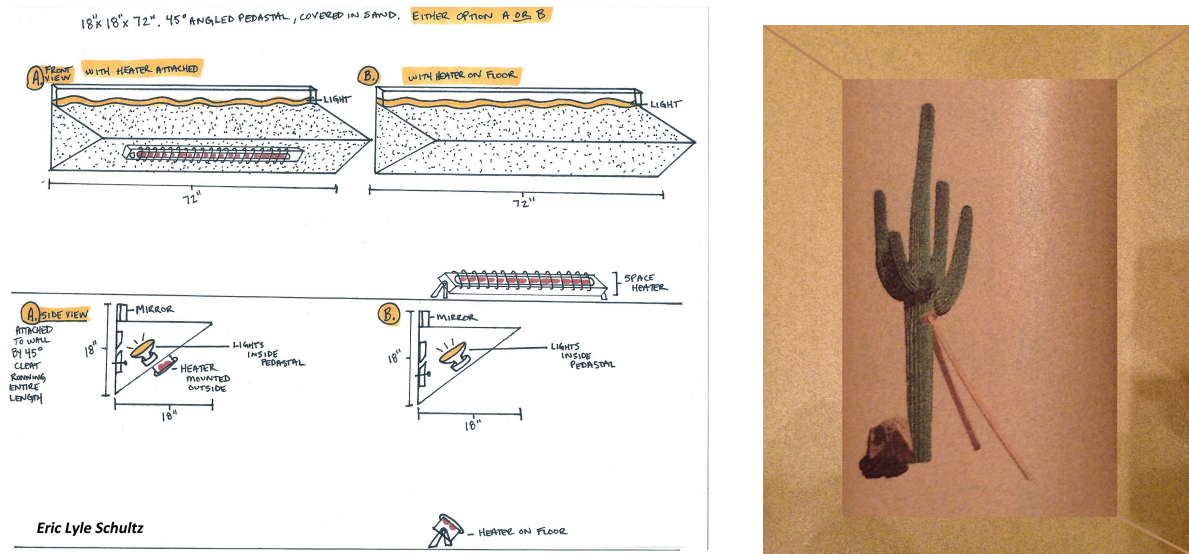 18"x 18"x 72". 45° ANGLED PEDASTAL, COVERED IN SAND. EITHER OPTION A OR B
A. FRONT VIEW WITH HEATER ATTACHED
LIGHT
72"
B. WITH HEATER ON FLOOR
LIGHT
72"
SPACE
HEATER
A. SIDE VIEW
ATTACHED
TO WALL
BY 45°
CLEAT
RUNNING
ENTIRE
LENGTH
MIRROR
18"
LIGHTS
INSIDE
PEDASTAL
HEATER
MOUNTED
OUTSIDE
18"
B.
MIRROR
18"
LIGHTS
INSIDE
PEDASTAL
18"
Eric Lyle Schultz
HEATER ON FLOOR